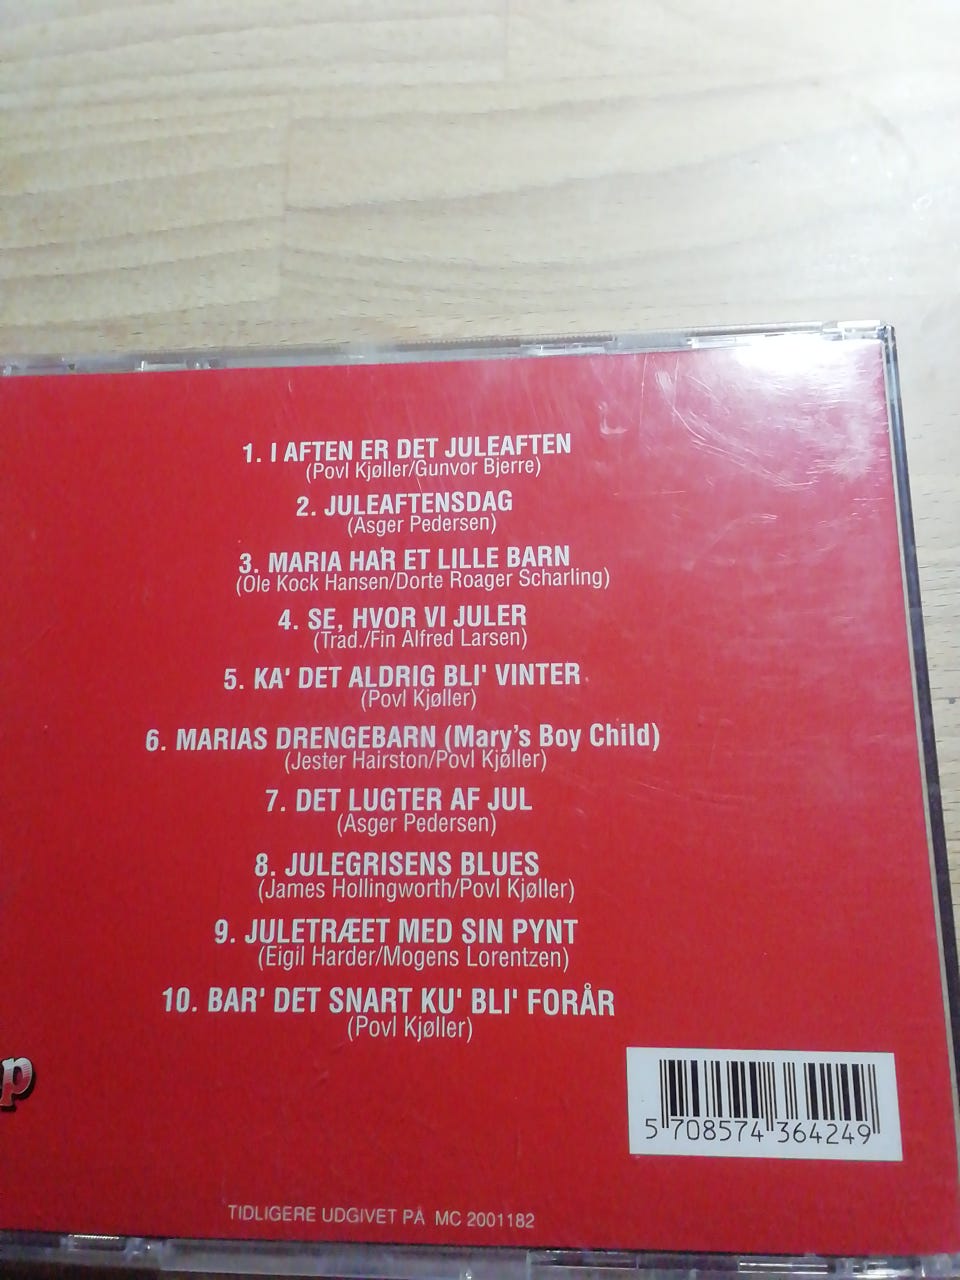 1. I AFTEN ER DET JULEAFTEN
(Povl Kjøller/Gunvor Bjerre)
2. JULEAFTENSDAG
(Asger Pedersen)
3. MARIA HAR ET LILLE BARN
(Ole Kock Hansen/Dorte Roager Scharling)
4. SE, HVOR VI JULER
(Trad./Fin Alfred Larsen)
5. KA' DET ALDRIG BLI' VINTER
(Povl Kjøller)
6. MARIAS DRENGEBARN (Mary's Boy Child)
(Jester Hairston/Povl Kjøller)
7. DET LUGTER AF JUL
(Asger Pedersen)
8. JULEGRISENS BLUES
(James Hollingworth/Povl Kjøller)
9. JULETRÆET MED SIN PYNT
(Eigil Harder/Mogens Lorentzen)
10. BAR' DET SNART KU' BLI' FORÅR
(Povl Kjøller)
p
5 708574 364249
TIDLIGERE UDGIVET PÅ MC 2001182